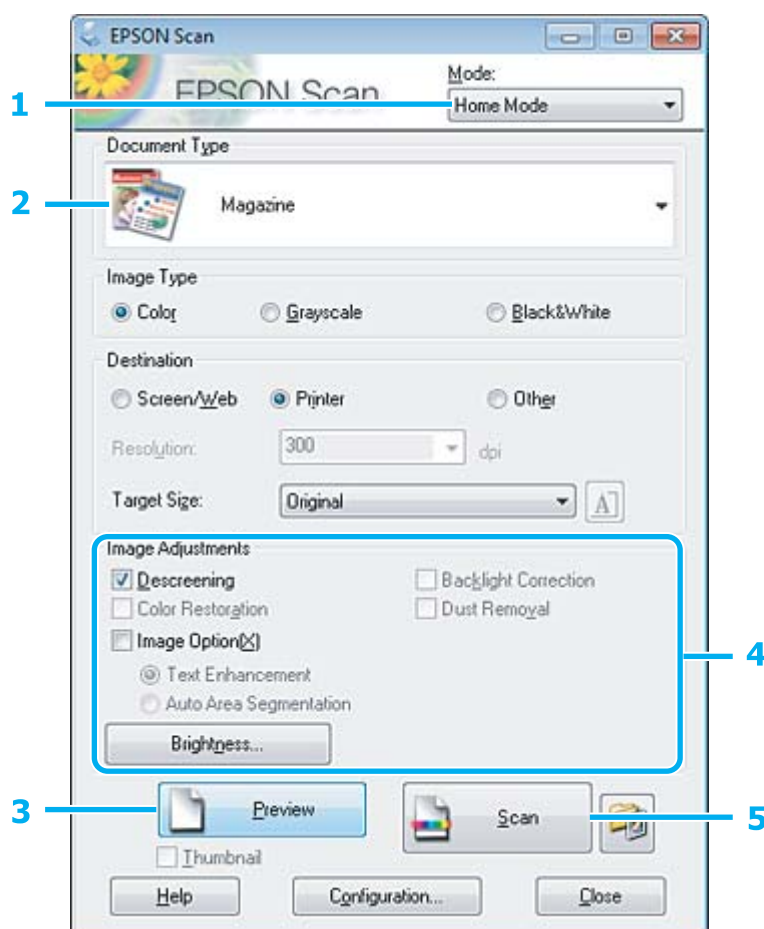 EPSON Scan
EPSON Scan
Mode:
1
Home Mode
Document Type
2
Magazine
Image Type
Color Grayscale Black&White
Destination
Screen/Web Printer Other
Resolution: 300 dpi
Target Size: Original A
Image Adjustments
Descreening Backlight Correction
Color Restoration Dust Removal
Image Option(X)
4
Text Enhancement
Auto Area Segmentation
Brightness...
3 Preview Scan 5
Thumbnail
Help Configuration... Close